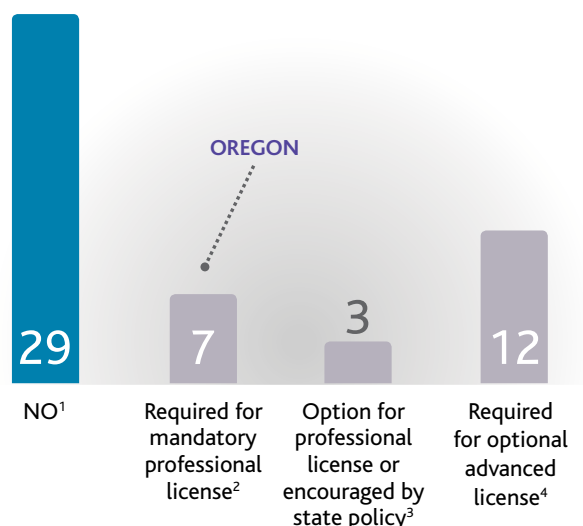 OREGON
29
7
3
12
NO¹
Required for
mandatory
professional
license²
Option for
professional
license or
encouraged by
state policy³
Required
for optional
advanced
license⁴